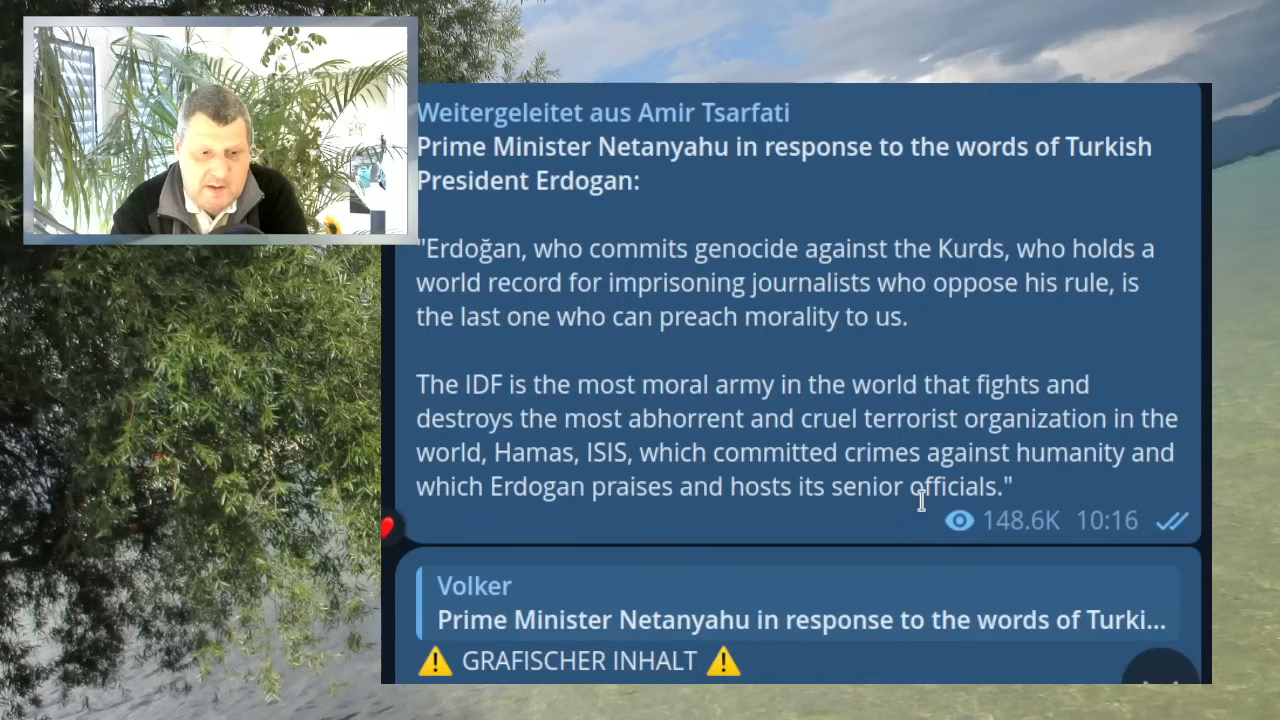 Weitergeleitet aus Amir Tsarfati
Prime Minister Netanyahu in response to the words of Turkish
President Erdogan:
"Erdoğan, who commits genocide against the Kurds, who holds a
world record for imprisoning journalists who oppose his rule, is
the last one who can preach morality to us.
The IDF is the most moral army in the world that fights and
destroys the most abhorrent and cruel terrorist organization in the
world, Hamas, ISIS, which committed crimes against humanity and
which Erdogan praises and hosts its senior officials."
148.6K 10:16
Volker
Prime Minister Netanyahu in response to the words of Turki...
⚠️ GRAFISCHER INHALT ⚠️